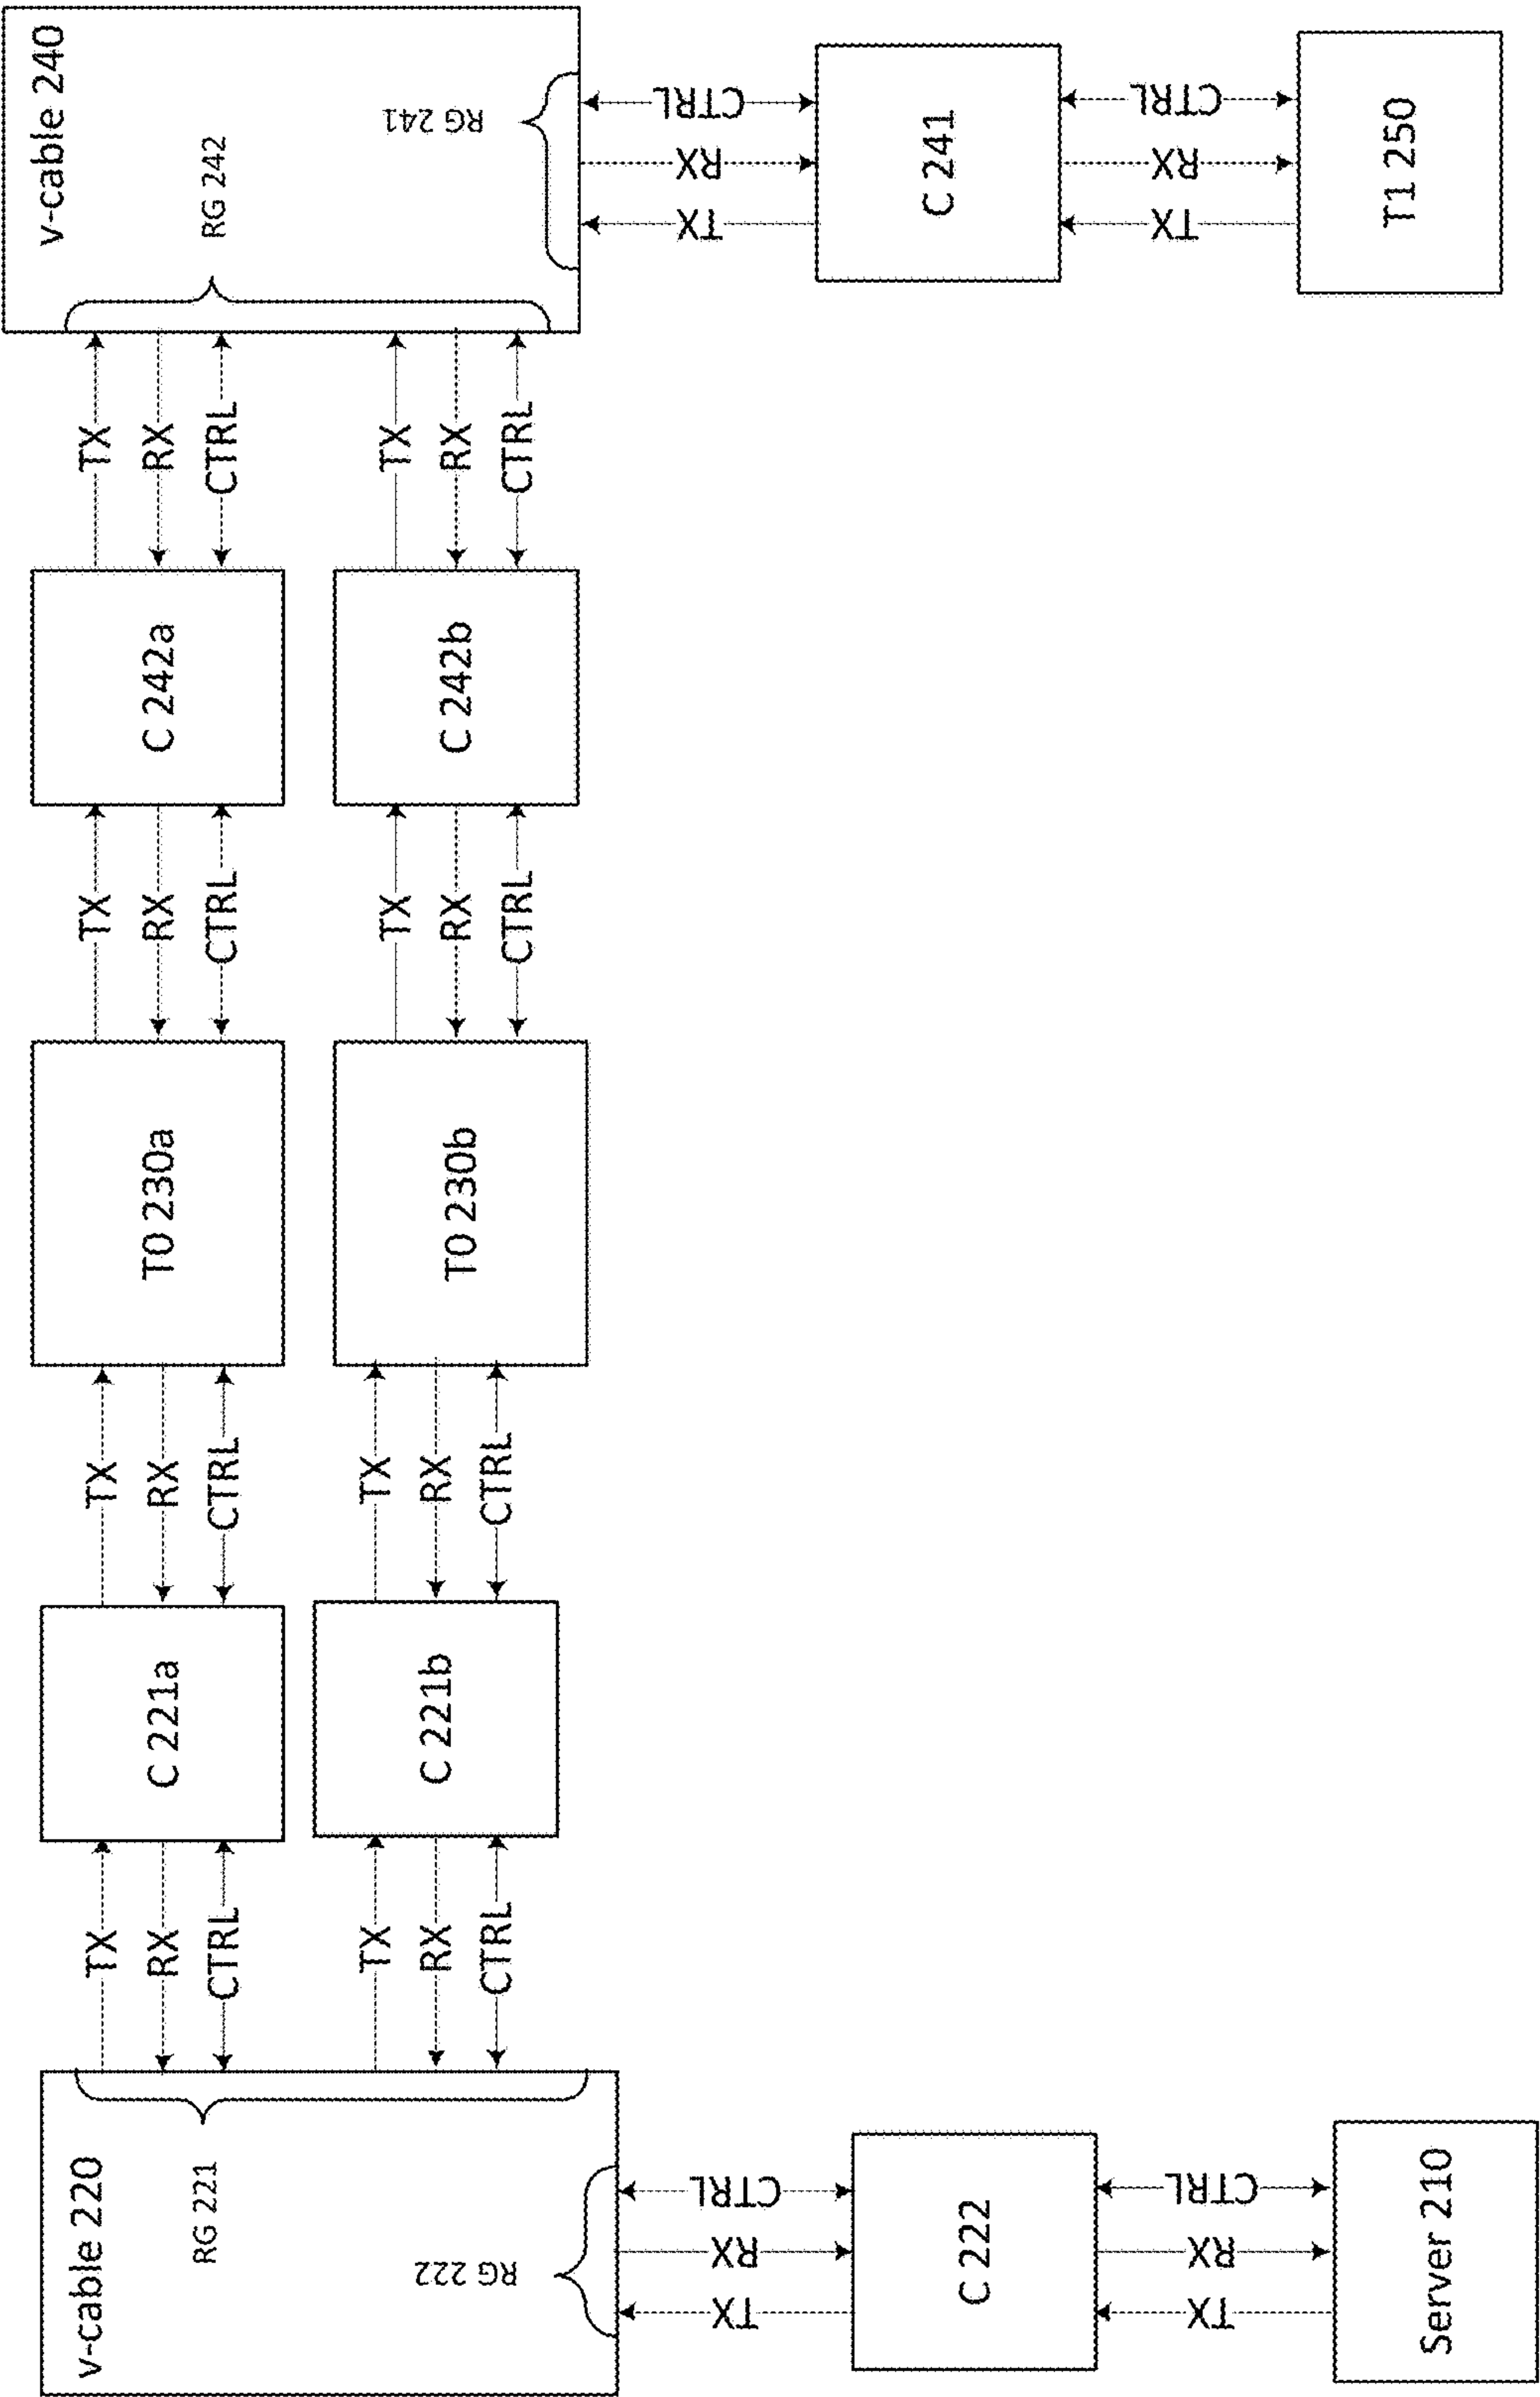 v-cable 220
v-cable 240
TX
TX
TX
TX
RX
C 221a
RX
T0 230a
RX
C 242a
RX
RG 221
CTRL
CTRL
CTRL
CTRL
RG 242
TX
TX
TX
TX
RX
C 221b
RX
T0 230b
RX
C 242b
RX
RG 222
CTRL
CTRL
CTRL
CTRL
RG 241
TX
RX
CTRL
TX
RX
CTRL
C 222
C 241
TX
RX
CTRL
TX
RX
CTRL
Server 210
T1 250